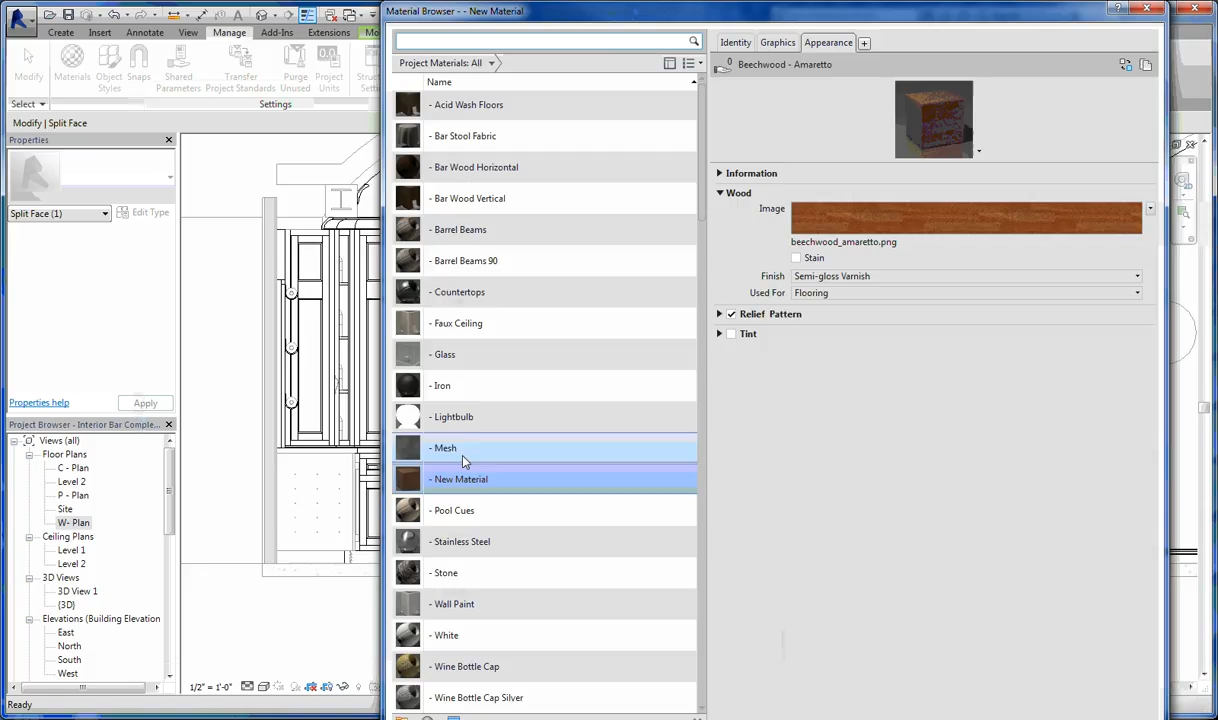 Material Browser - - New Material
Create Insert Annotate View Manage Add-Ins Extensions Mo
Modify Materials Object Styles Snaps Shared Parameters Transfer Project Standards Purge Unused Project Units Struct Setti
Select Settings
Modify | Split Face
Properties
Split Face (1) Edit Type
Properties help Apply
Project Browser - Interior Bar Comple...
Views (all)
Floor Plans
C - Plan
Level 2
P - Plan
Site
W- Plan
Ceiling Plans
Level 1
Level 2
3D Views
3D View 1
{3D}
Elevations (Building Elevation
East
North
South
West
1/2" = 1'-0"
Ready
Project Materials: All
Name
- Acid Wash Floors
- Bar Stool Fabric
- Bar Wood Horizontal
- Bar Wood Vertical
- Barrel Beams
- Barrel Beams 90
- Countertops
- Faux Ceiling
- Glass
- Iron
- Lightbulb
- Mesh
- New Material
- Pool Cues
- Stainless Steel
- Stone
- Wall Paint
- White
- Wine Bottle Cap
- Wine Bottle Cap Silver
Identity Graphics Appearance
Beechwood - Amaretto
Information
Wood
Image
beechwood_amaretto.png
Stain
Finish Semi-gloss Varnish
Used For Flooring
Relief Pattern
Tint